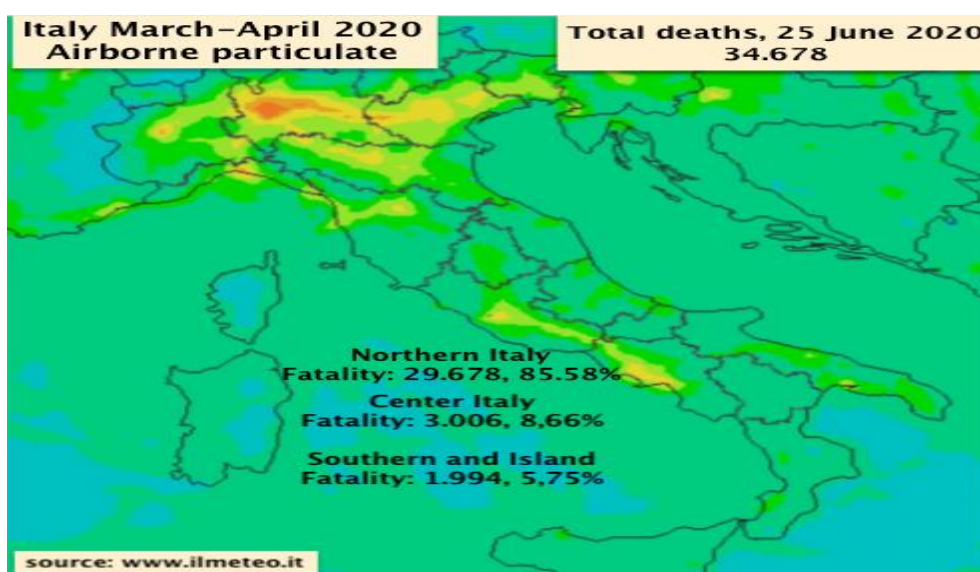 Italy March-April 2020
Airborne particulate
Total deaths, 25 June 2020
34.678
Northern Italy
Fatality: 29.678, 85.58%
Center Italy
Fatality: 3.006, 8,66%
Southern and Island
Fatality: 1.994, 5,75%
source: www.ilmeteo.it